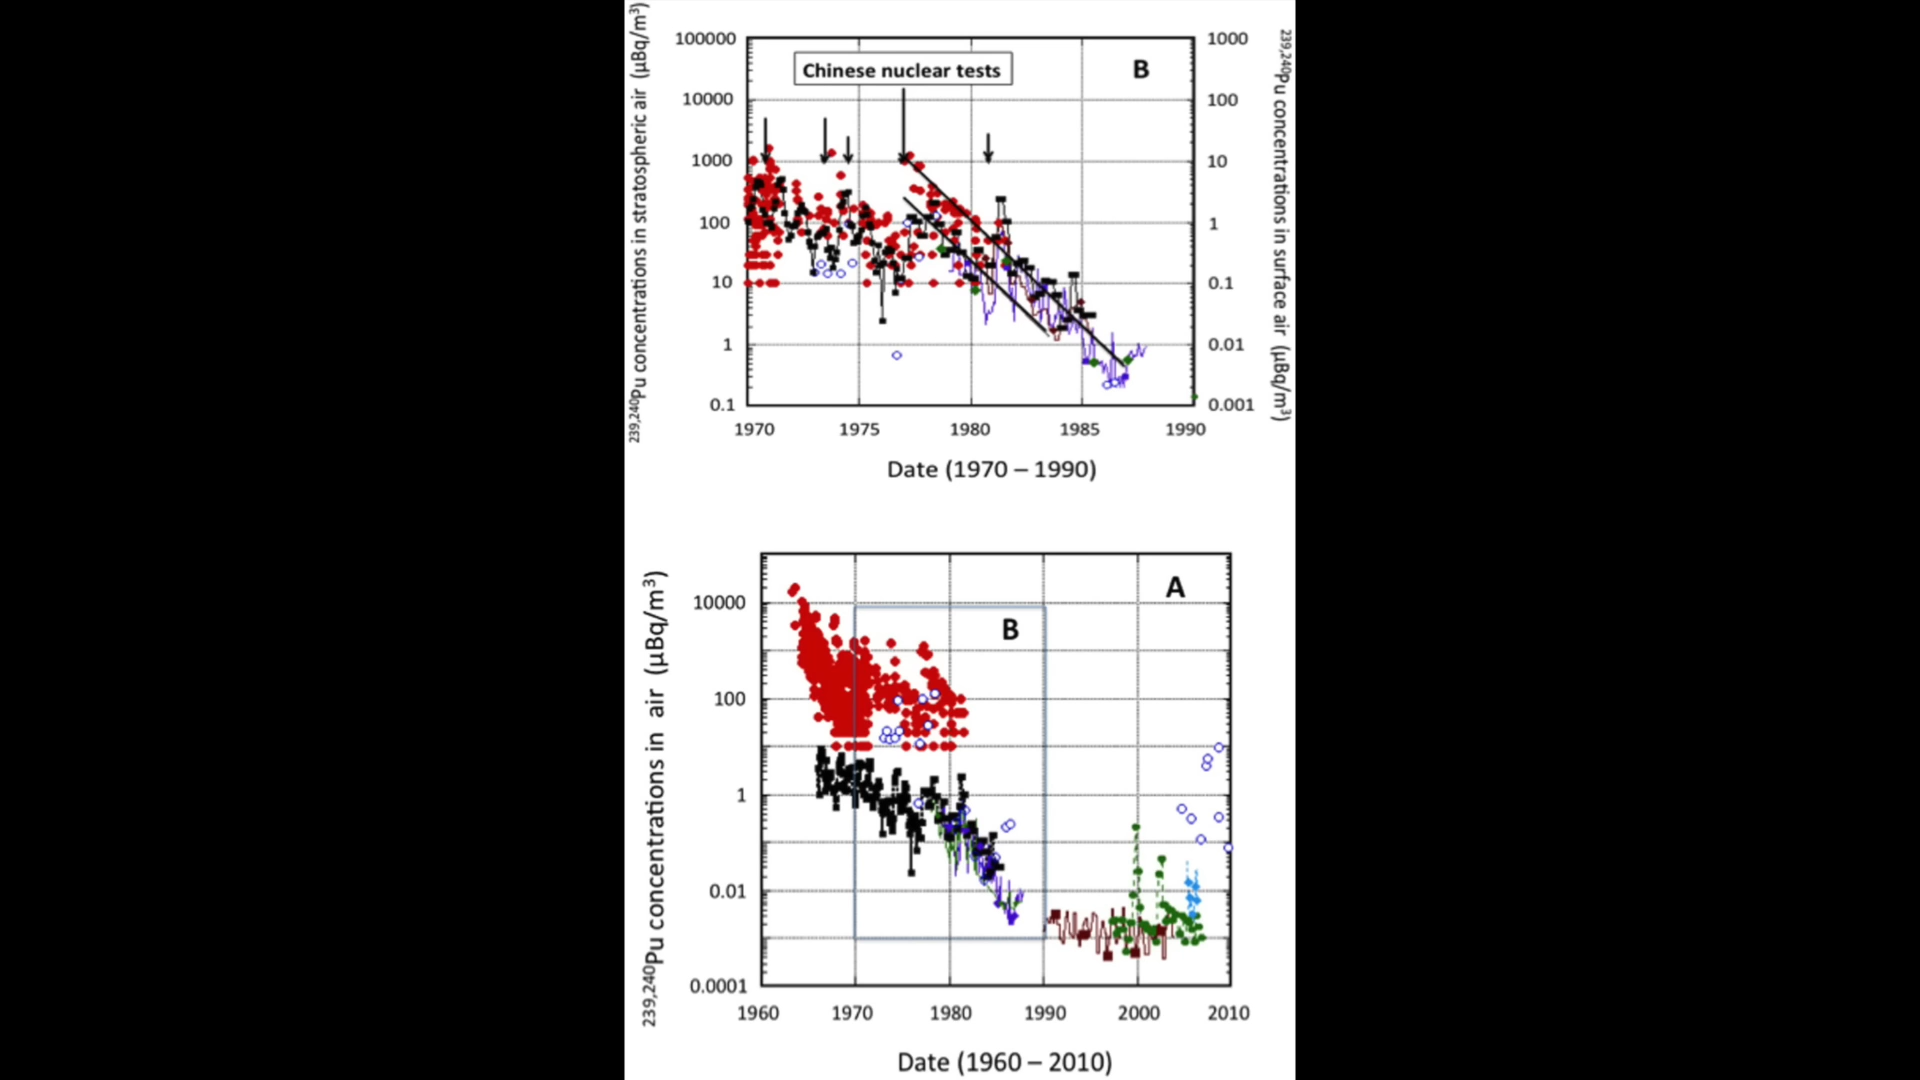 239,240Pu concentrations in stratospheric air (µBq/m3)
100000
10000
1000
100
10
1
0.1
Chinese nuclear tests
B
1000
100
10
1
0.1
0.01
0.001
239,240Pu concentrations in surface air (µBq/m3)
1970 1975 1980 1985 1990
Date (1970 – 1990)
239,240Pu concentrations in air (µBq/m3)
10000
100
1
0.01
0.0001
A
B
1960 1970 1980 1990 2000 2010
Date (1960 – 2010)